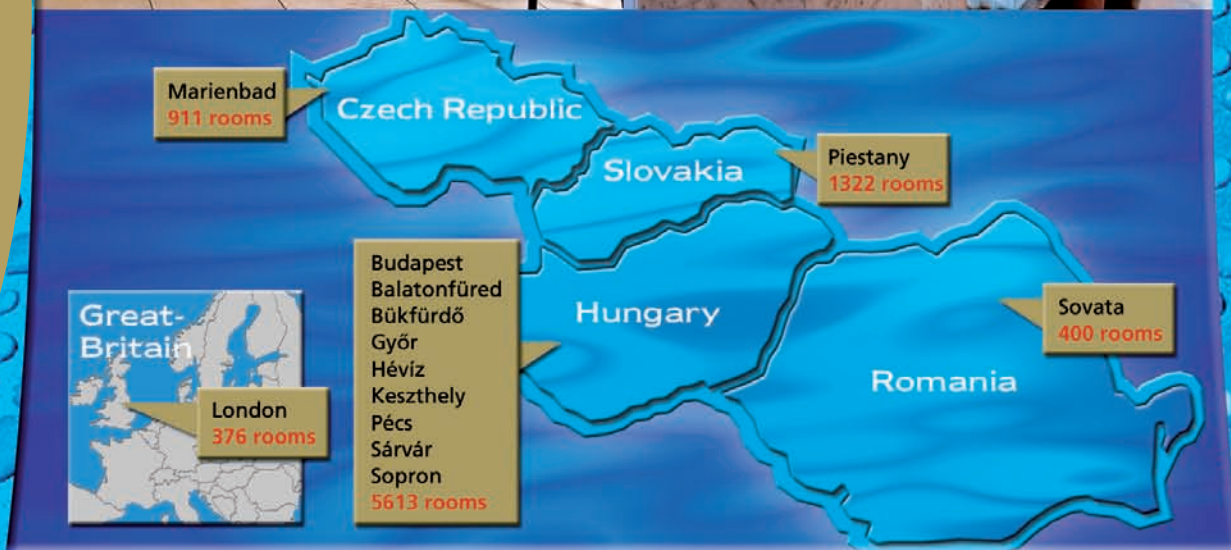 Marienbad
911 rooms
Czech Republic
Slovakia
Piestany
1322 rooms
Budapest
Balatonfüred
Bükfürdő
Győr
Hévíz
Keszthely
Pécs
Sárvár
Sopron
5613 rooms
Hungary
Sovata
400 rooms
Romania
Great-
Britain
London
376 rooms